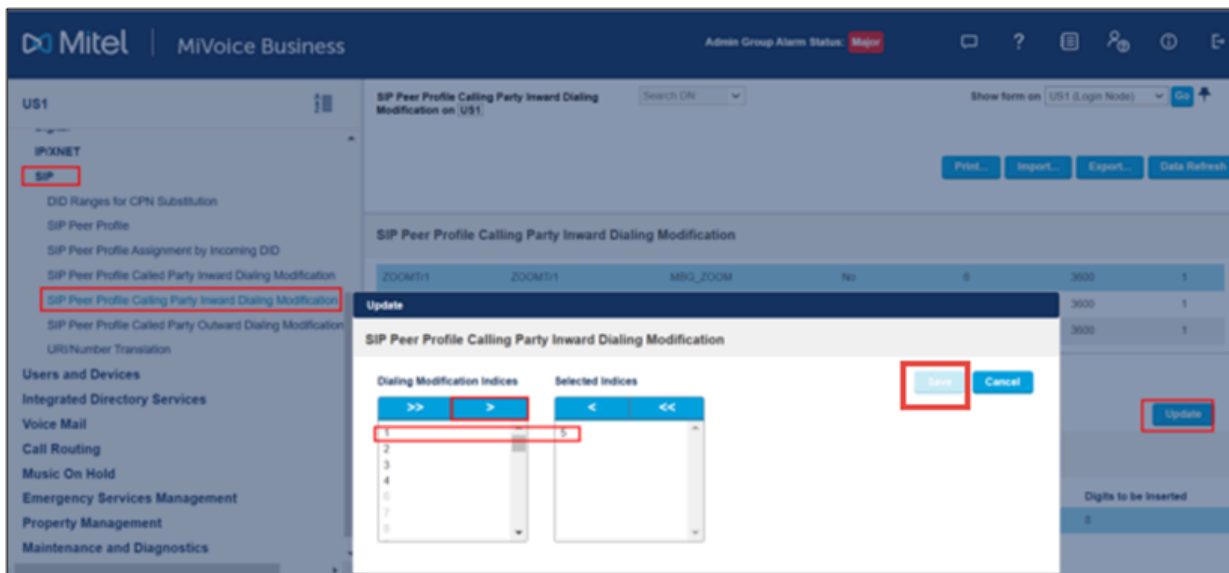 Mitel | MiVoice Business
Admin Group Alarm Status: Major
?
US1
SIP Peer Profile Calling Party Inward Dialing Modification on US1
Search DN
Show form on US1 (Login Node) Go
IP/XNET
SIP
DID Ranges for CPN Substitution
SIP Peer Profile
SIP Peer Profile Assignment by Incoming DID
SIP Peer Profile Called Party Inward Dialing Modification
SIP Peer Profile Calling Party Inward Dialing Modification
SIP Peer Profile Called Party Outward Dialing Modification
URI/Number Translation
Users and Devices
Integrated Directory Services
Voice Mail
Call Routing
Music On Hold
Emergency Services Management
Property Management
Maintenance and Diagnostics
Print... Import... Export... Data Refresh
SIP Peer Profile Calling Party Inward Dialing Modification
ZOOMTr1 ZOOMTr1 MBG_ZOOM No 0 3600 1
3600 1
3600 1
Update
SIP Peer Profile Calling Party Inward Dialing Modification
Dialing Modification Indices Selected Indices
Save Cancel
>> > < <<
1 5
2
3
4
6
7
8
Update
Digits to be Inserted